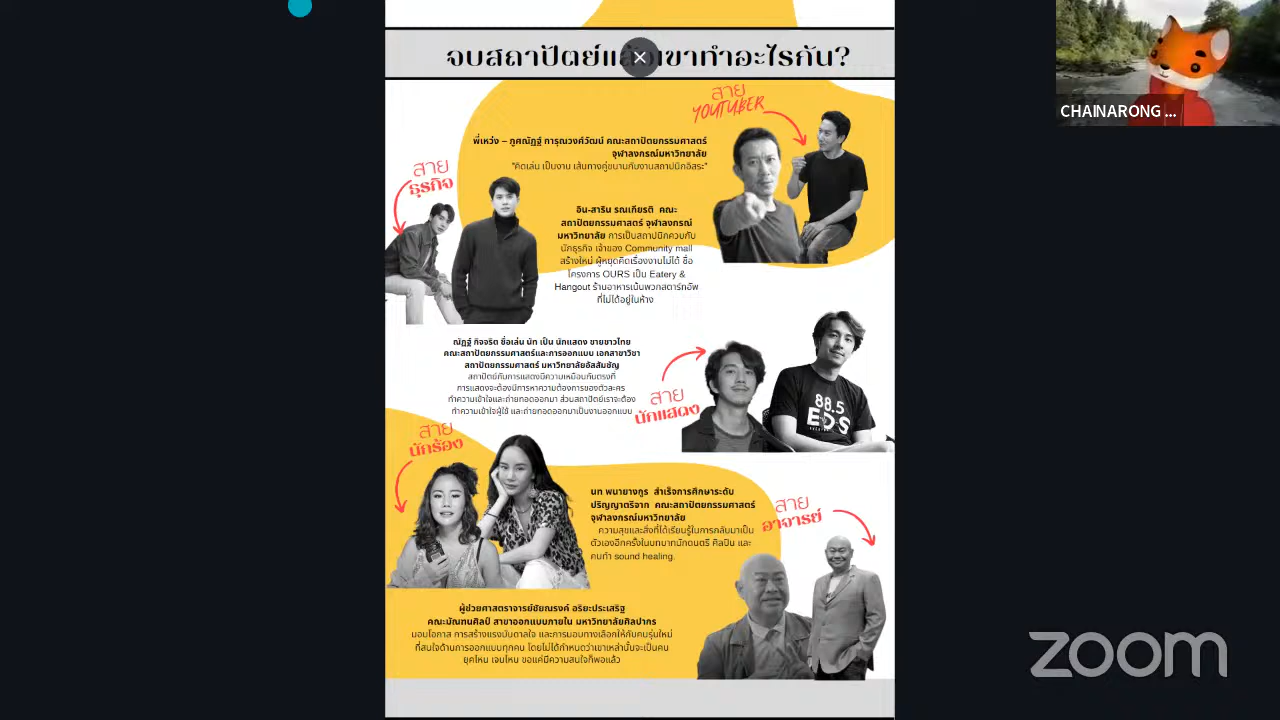 จบสถาปัตย์แล้วเขาทำอะไรกัน?
สาย
YOUTUBER
พี่เหว่ง – ภูศณัฏฐ์ การุณวงศ์วัฒน์ คณะสถาปัตยกรรมศาสตร์
จุฬาลงกรณ์มหาวิทยาลัย
"คิดเล่น เป็นงาน เส้นทางคู่ขนานกับงานสถาปนิกอิสระ"
สาย
ธุรกิจ
อิน-สาริน รณเกียรติ คณะ
สถาปัตยกรรมศาสตร์ จุฬาลงกรณ์
มหาวิทยาลัย การเป็นสถาปนิกควบกับ
นักธุรกิจ เจ้าของ Community mall
สร้างใหม่ ผู้หยุดคิดเรื่องงานไม่ได้ ชื่อ
โครงการ OURS เป็น Eatery &
Hangout ร้านอาหารเน้นพวกสตาร์ทอัพ
ที่ไม่ได้อยู่ในห้าง
ณัฏฐ์ กิจจริต ชื่อเล่น นัท เป็น นักแสดง ชายชาวไทย
คณะสถาปัตยกรรมศาสตร์และการออกแบบ เอกสาขาวิชา
สถาปัตยกรรมศาสตร์ มหาวิทยาลัยอัสสัมชัญ
สถาปัตย์กับการแสดงมีความเหมือนกันตรงที่
การแสดงจะต้องมีการหาความต้องการของตัวละคร
ทำความเข้าใจและถ่ายทอดออกมา ส่วนสถาปัตย์เราจะต้อง
ทำความเข้าใจผู้ใช้ และถ่ายทอดออกมาเป็นงานออกแบบ
สาย
นักแสดง
88.5
EDS
สาย
นักร้อง
นท พนายางกูร สำเร็จการศึกษาระดับ
ปริญญาตรีจาก คณะสถาปัตยกรรมศาสตร์
จุฬาลงกรณ์มหาวิทยาลัย
ความสุขและสิ่งที่ได้เรียนรู้ในการกลับมาเป็น
ตัวเองอีกครั้งในบทบาทนักดนตรี ศิลปิน และ
คนทำ sound healing.
สาย
อาจารย์
ผู้ช่วยศาสตราจารย์ชัยณรงค์ อริยะประเสริฐ
คณะมัณฑนศิลป์ สาขาออกแบบภายใน มหาวิทยาลัยศิลปากร
มอบโอกาส การสร้างแรงบันดาลใจ และการมอบทางเลือกให้กับคนรุ่นใหม่
ที่สนใจด้านการออกแบบทุกคน โดยไม่ได้กำหนดว่าเขาเหล่านั้นจะเป็นคน
ยุคไหน เจนไหน ขอแค่มีความสนใจก็พอแล้ว
CHAINARONG ...
zoom